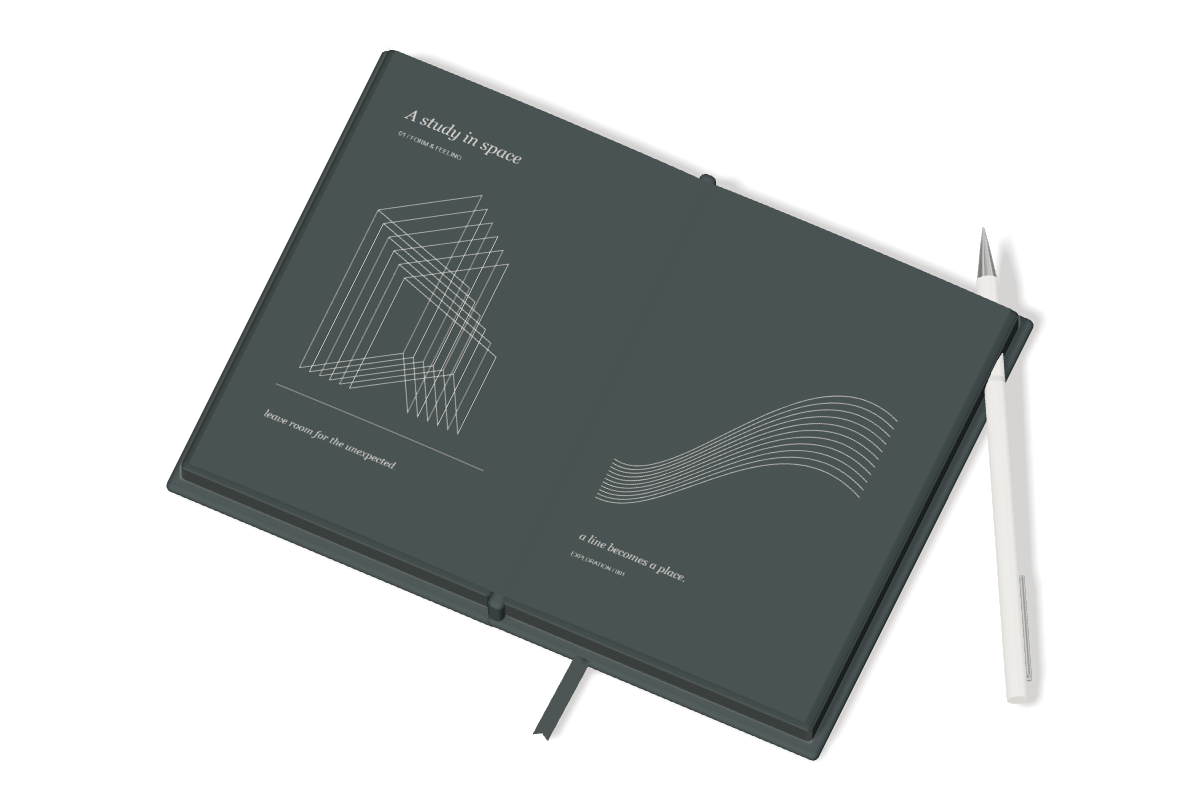 A study in space
01 / FORM & FEELING
leave room for the unexpected.
a line becomes a place.
EXPLORATION / 001